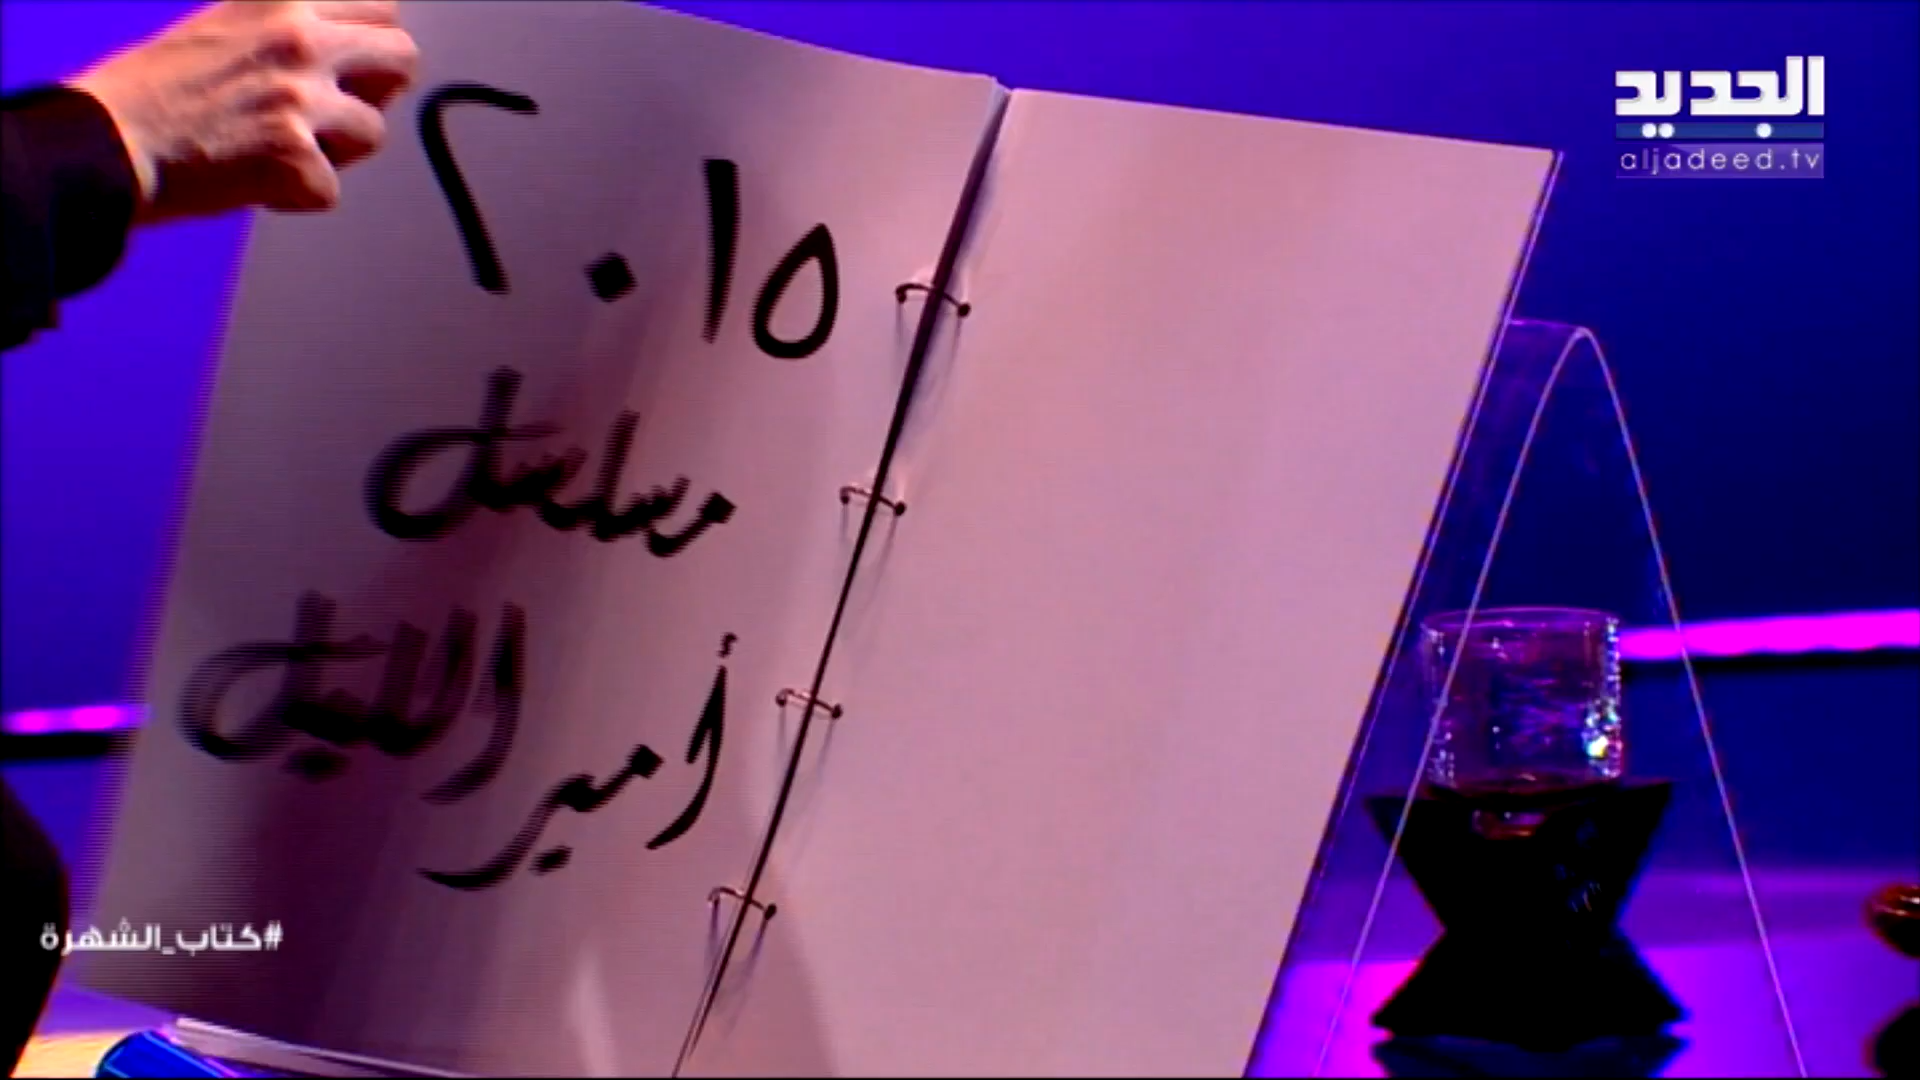 الجديد
aljadeed.tv
٢٠١٥
مسلسل
أمير الليل
#كتاب_الشهرة